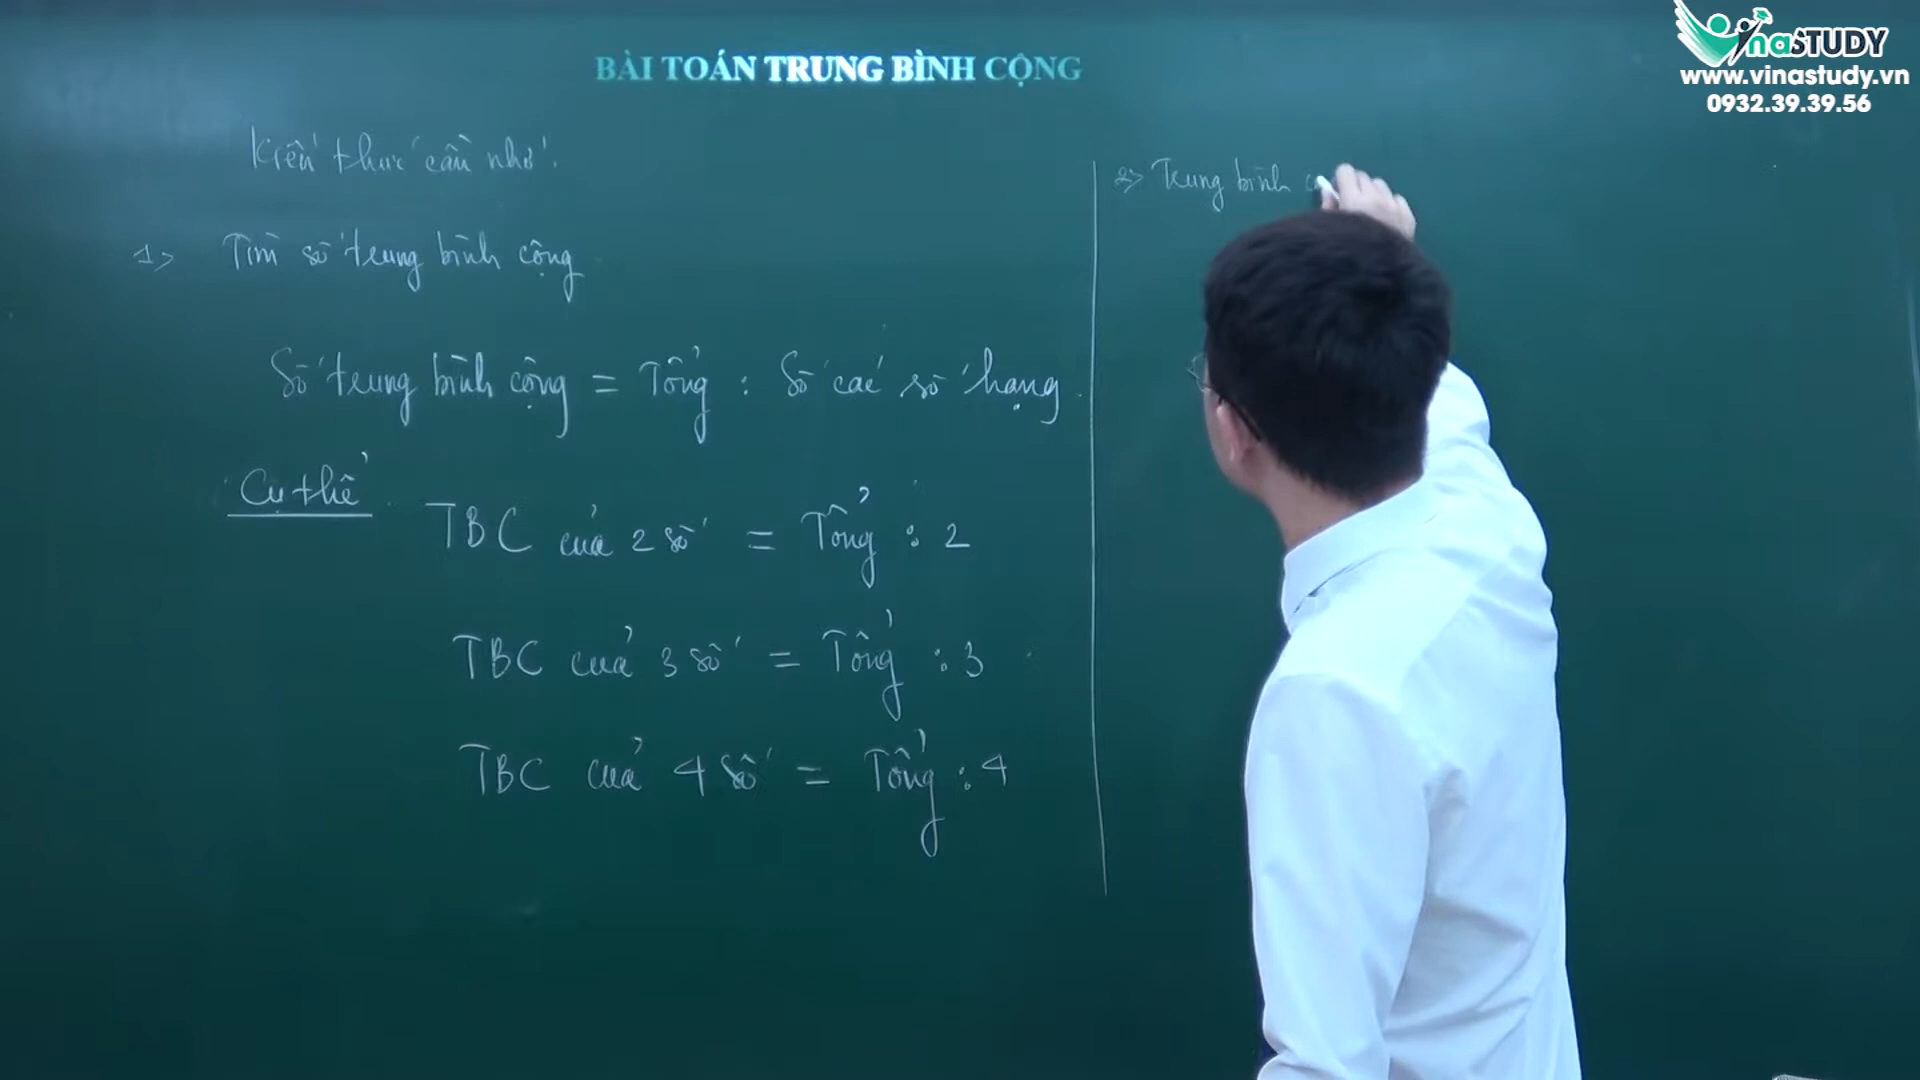 BÀI TOÁN TRUNG BÌNH CỘNG
VinaSTUDY
www.vinastudy.vn
0932.39.39.56
Kiến thức cần nhớ.
1> Tìm số trung bình cộng
Số trung bình cộng = Tổng : Số các số hạng.
Cụ thể
TBC của 2 số = Tổng : 2
TBC của 3 số = Tổng : 3
TBC của 4 số = Tổng : 4
2> Trung bình